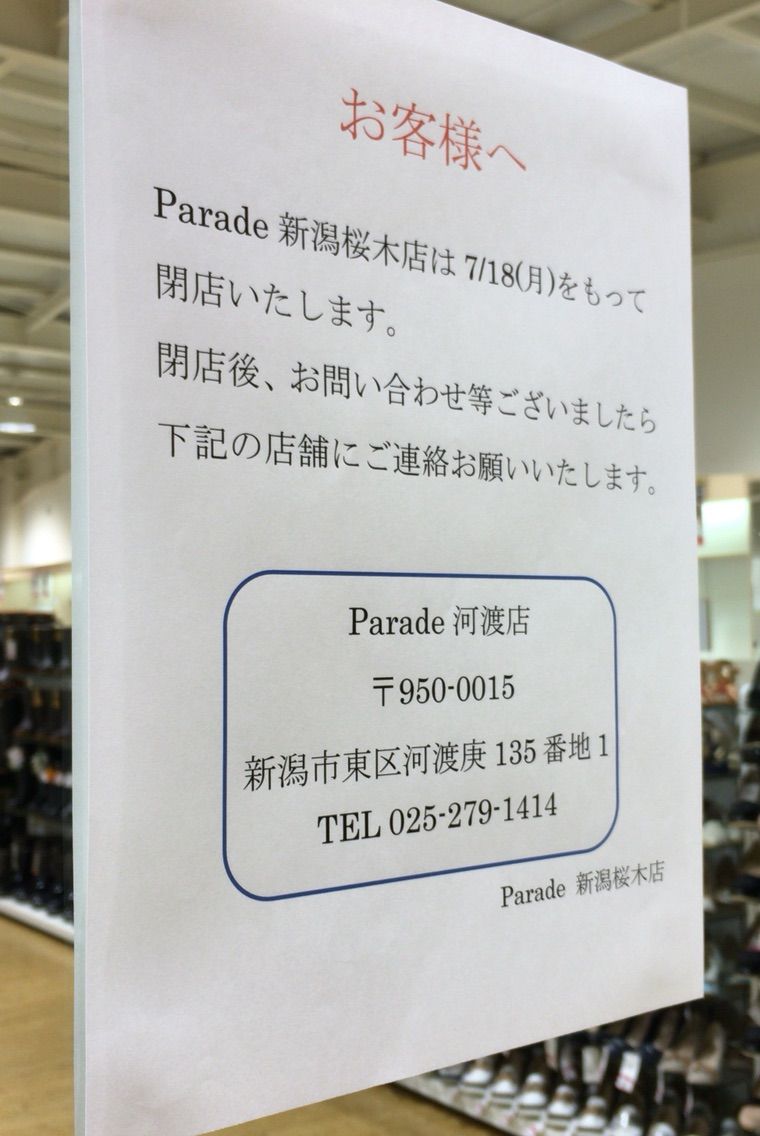 お客様へ
Parade 新潟桜木店は 7/18(月)をもって
閉店いたします。
閉店後、お問い合わせ等ございましたら
下記の店舗にご連絡お願いいたします。
Parade 河渡店
〒950-0015
新潟市東区河渡庚 135 番地 1
TEL 025-279-1414
Parade 新潟桜木店